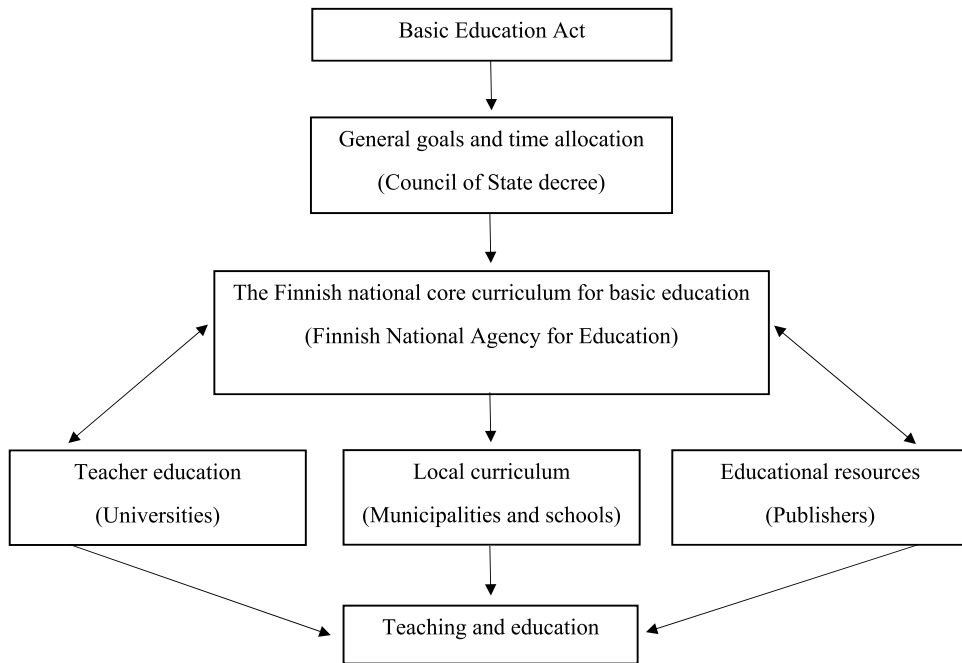 Basic Education Act
General goals and time allocation
(Council of State decree)
The Finnish national core curriculum for basic education
(Finnish National Agency for Education)
Teacher education
(Universities)
Local curriculum
(Municipalities and schools)
Educational resources
(Publishers)
Teaching and education